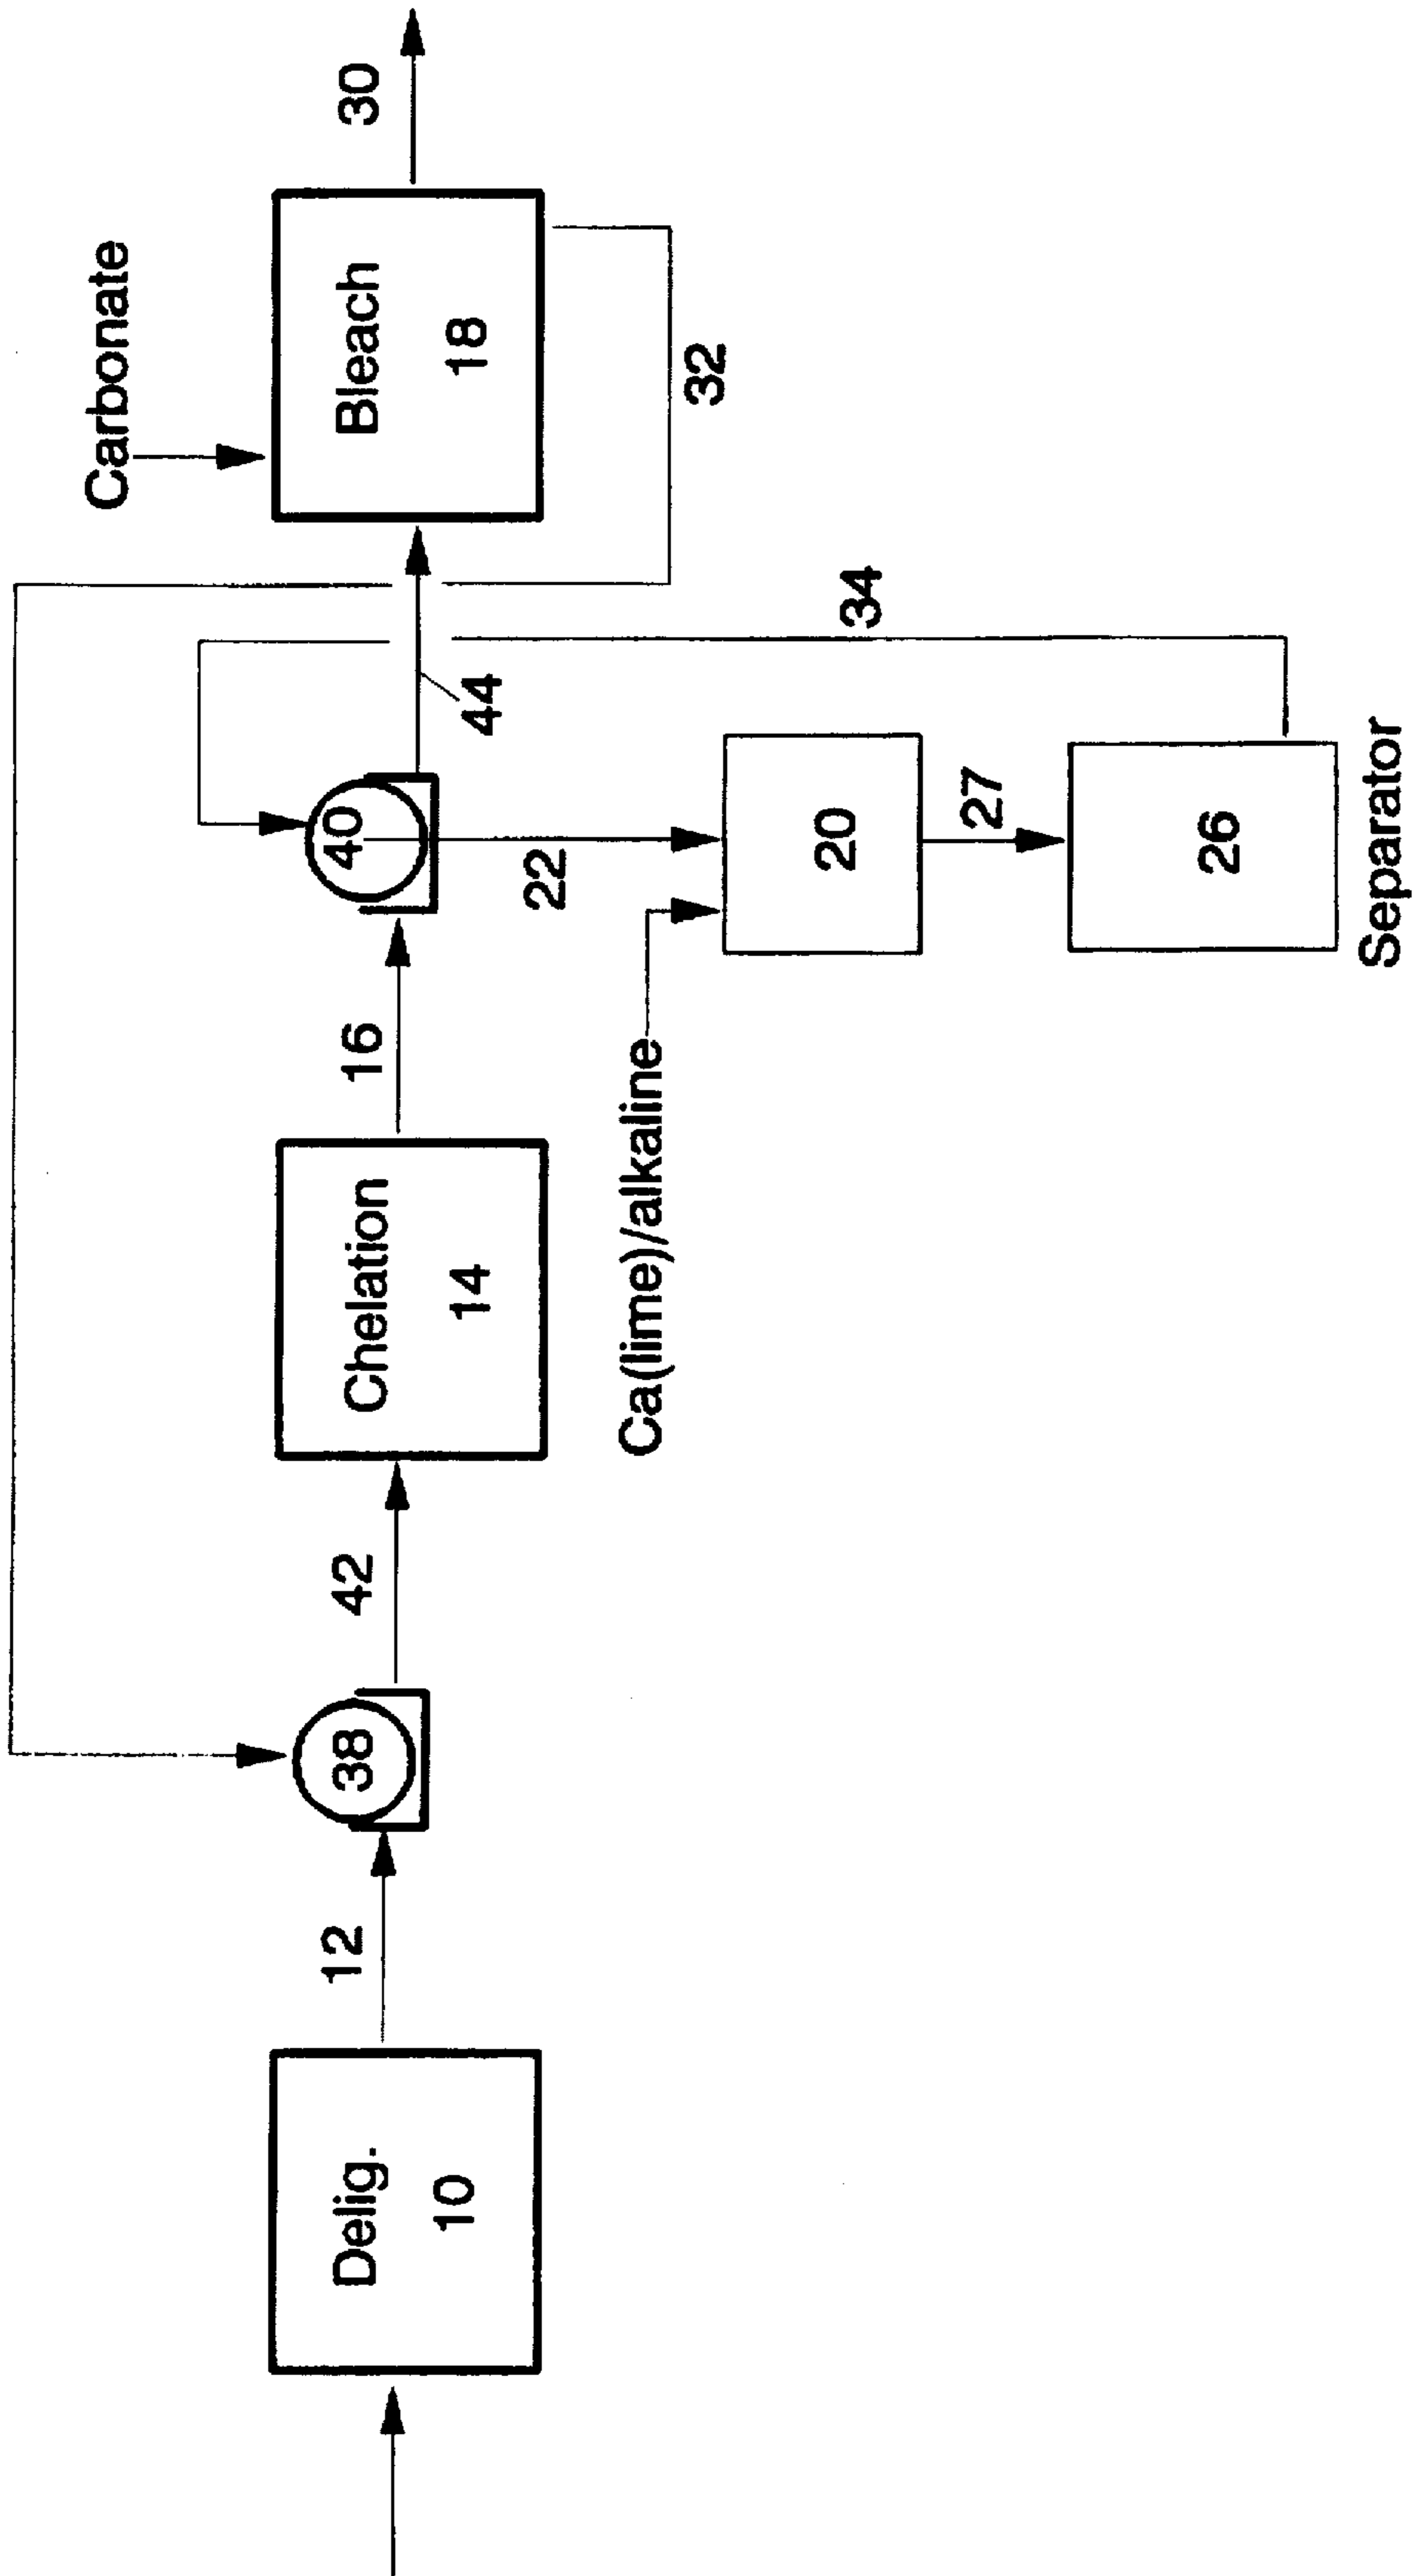 Delig.
10
12
38
42
Chelation
14
16
40
44
Carbonate
Bleach
18
30
32
34
22
Ca(lime)/alkaline
20
27
26
Separator